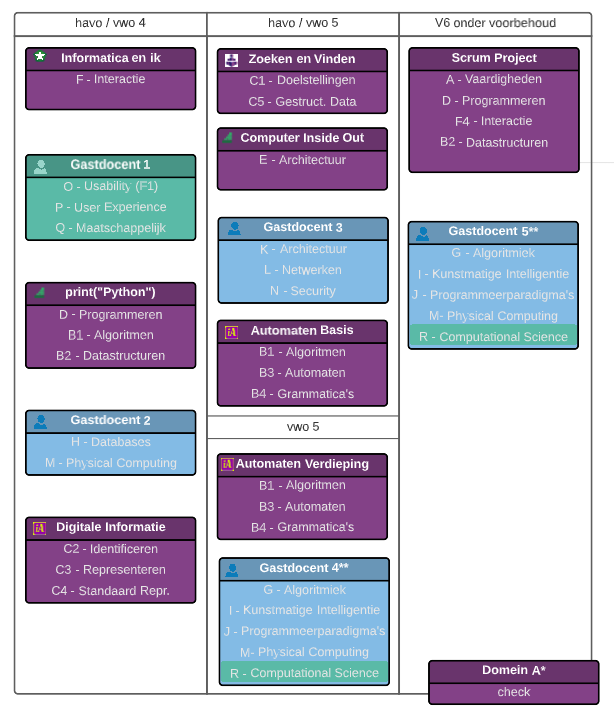 havo / vwo 4
Informatica en ik
F - Interactie
Gastdocent 1
O - Usability (F1)
P - User Experience
Q - Maatschappelijk
print("Python")
D - Programmeren
B1 - Algoritmen
B2 - Datastructuren
Gastdocent 2
H - Databases
M - Physical Computing
Digitale Informatie
C2 - Identificeren
C3 - Representeren
C4 - Standaard Repr.
havo / vwo 5
Zoeken en Vinden
C1 - Doelstellingen
C5 - Gestruct. Data
Computer Inside Out
E - Architectuur
Gastdocent 3
K - Architectuur
L - Netwerken
N - Security
iA Automaten Basis
B1 - Algoritmen
B3 - Automaten
B4 - Grammatica's
vwo 5
iA Automaten Verdieping
B1 - Algoritmen
B3 - Automaten
B4 - Grammatica's
Gastdocent 4**
G - Algoritmiek
I - Kunstmatige Intelligentie
J - Programmeerparadigma's
M- Physical Computing
R - Computational Science
V6 onder voorbehoud
Scrum Project
A - Vaardigheden
D - Programmeren
F4 - Interactie
B2 - Datastructuren
Gastdocent 5**
G - Algoritmiek
I - Kunstmatige Intelligentie
J - Programmeerparadigma's
M- Physical Computing
R - Computational Science
Domein A*
check